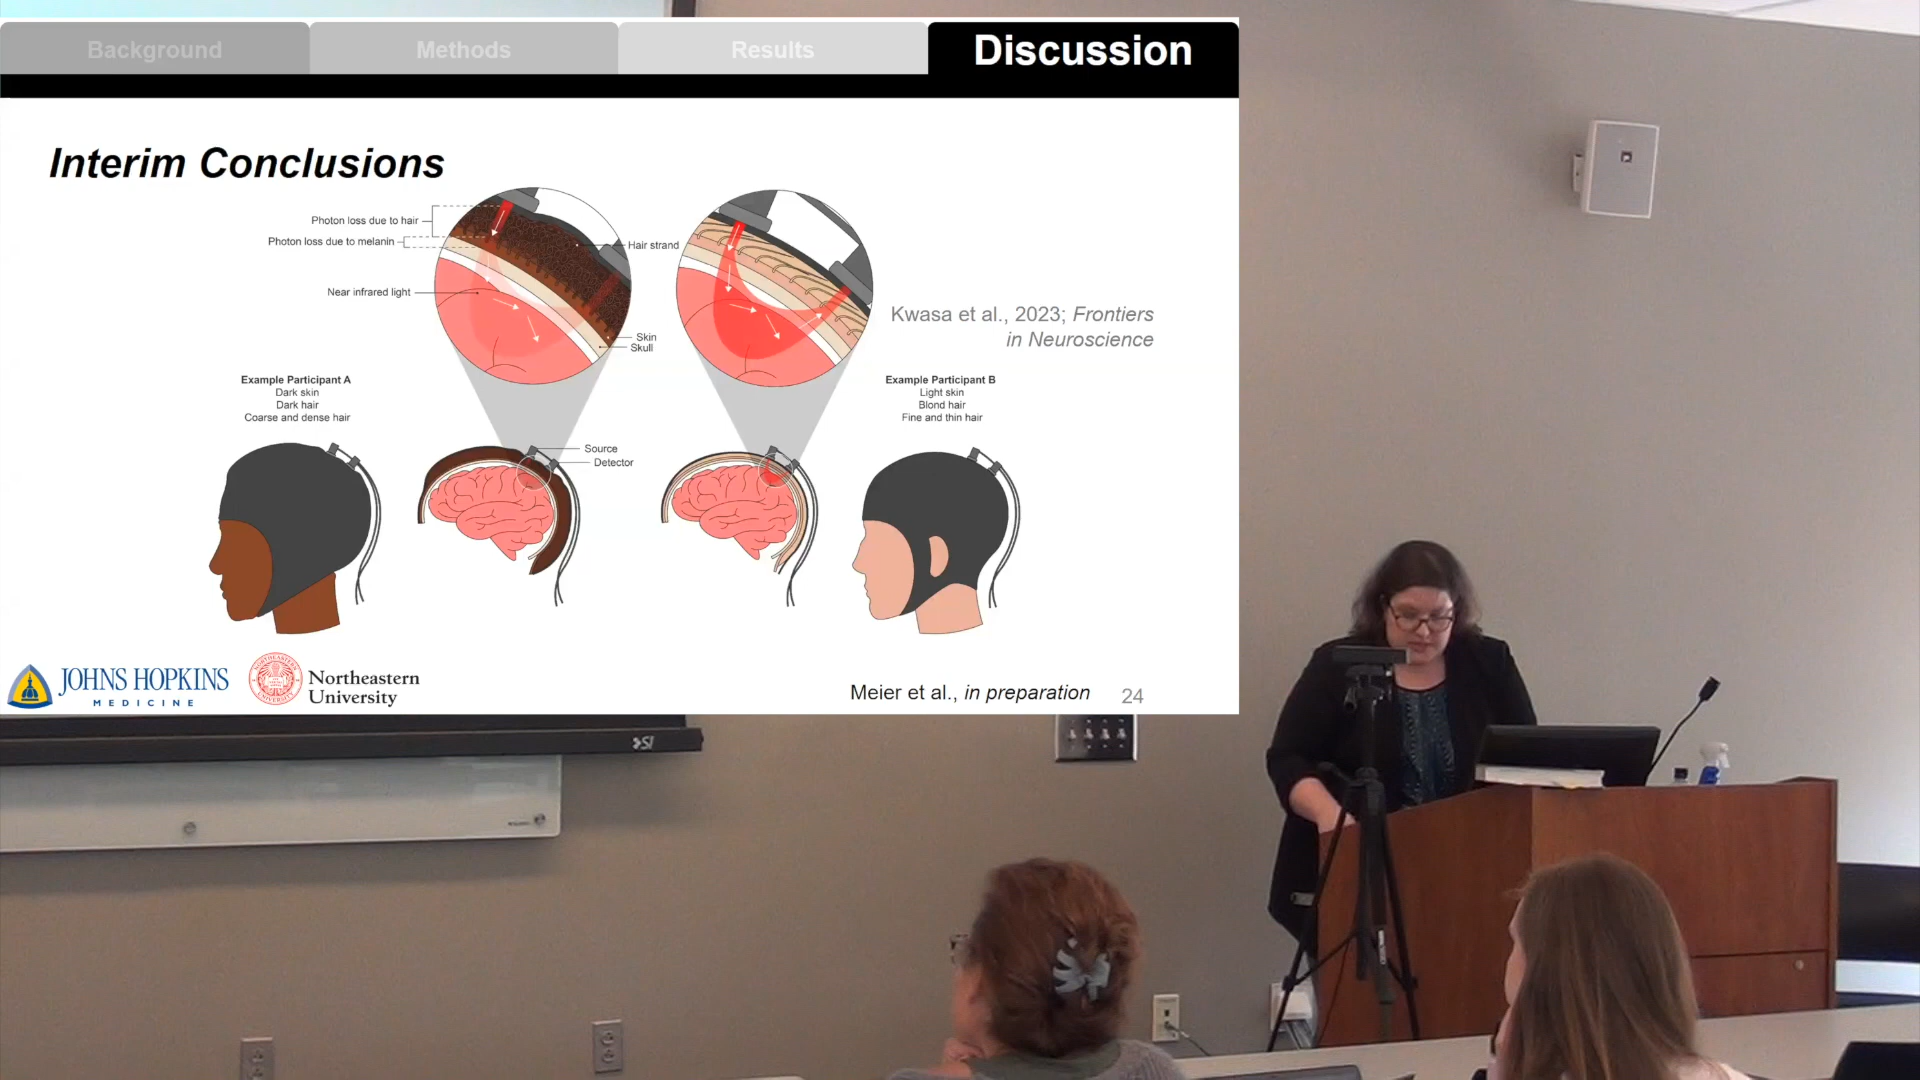 Background
Methods
Results
Discussion
Interim Conclusions
Photon loss due to hair
Photon loss due to melanin
Near infrared light
Hair strand
Skin
Skull
Kwasa et al., 2023; Frontiers
in Neuroscience
Example Participant A
Dark skin
Dark hair
Coarse and dense hair
Example Participant B
Light skin
Blond hair
Fine and thin hair
Source
Detector
JOHNS HOPKINS
MEDICINE
Northeastern
University
Meier et al., in preparation
24
SI